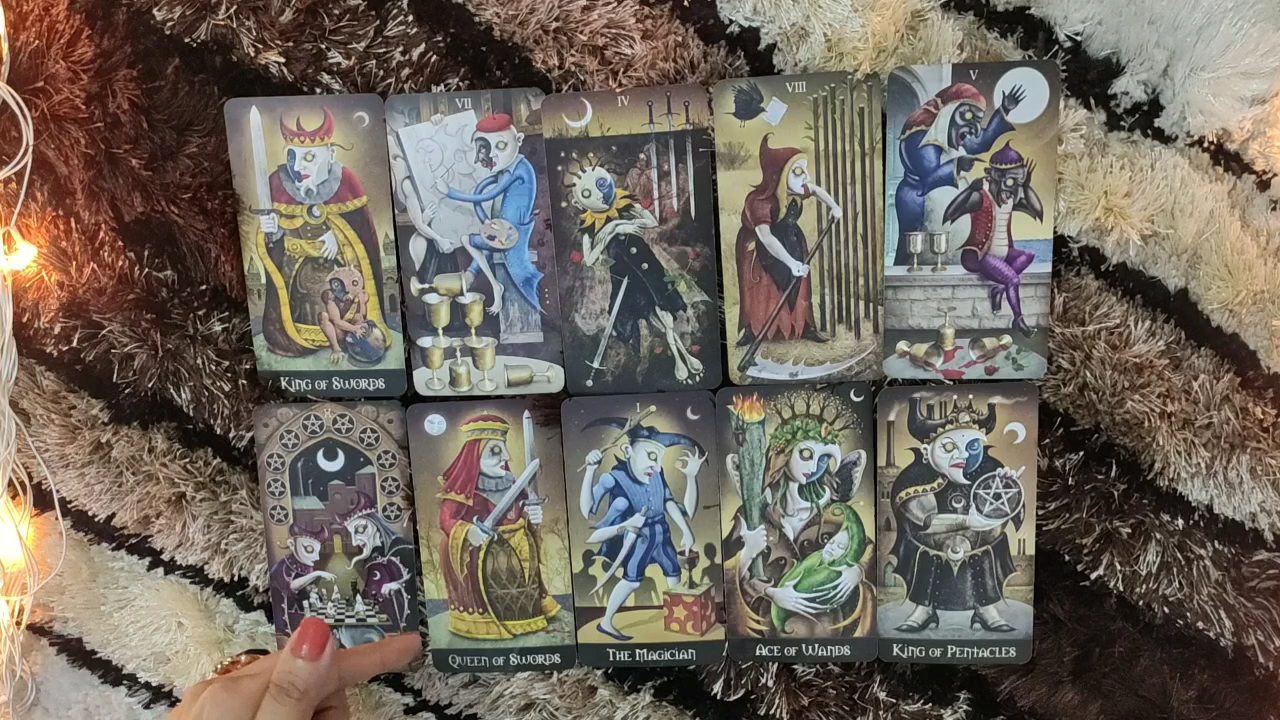 VII
IV
VIII
V
King of Swords
X
I
Queen of Swords
The Magician
Ace of Wands
King of Pentacles